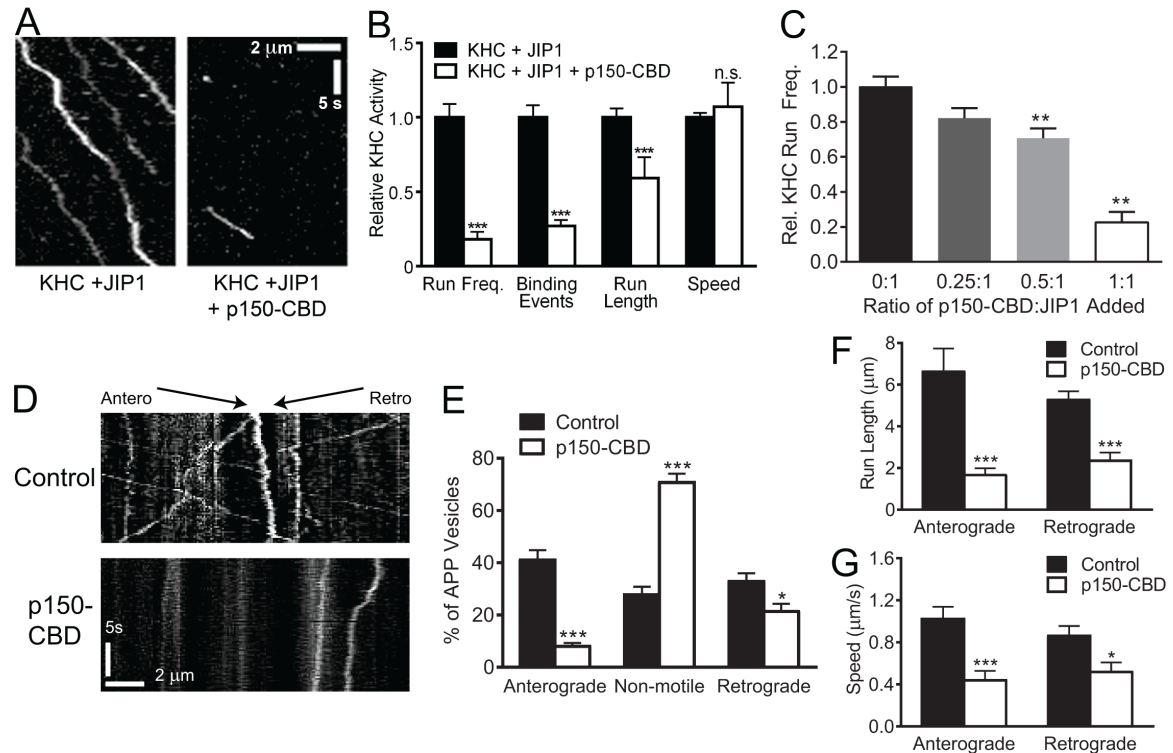 A
2 μm
5 s
KHC +JIP1
KHC +JIP1
+ p150-CBD
B
KHC + JIP1
KHC + JIP1 + p150-CBD
Relative KHC Activity
1.5
1.0
0.5
0
***
***
***
n.s.
Run Freq.
Binding
Events
Run
Length
Speed
C
Rel. KHC Run Freq.
1.2
1.0
0.8
0.6
0.4
0.2
0.0
**
**
0:1
0.25:1
0.5:1
1:1
Ratio of p150-CBD:JIP1 Added
D
Antero
Retro
Control
p150-
CBD
5s
2 μm
E
Control
p150-CBD
% of APP Vesicles
80
60
40
20
0
***
***
*
Anterograde
Non-motile
Retrograde
F
Control
p150-CBD
Run Length (μm)
8
6
4
2
0
***
***
Anterograde
Retrograde
G
Control
p150-CBD
Speed (μm/s)
1.6
1.2
0.8
0.4
0.0
***
*
Anterograde
Retrograde